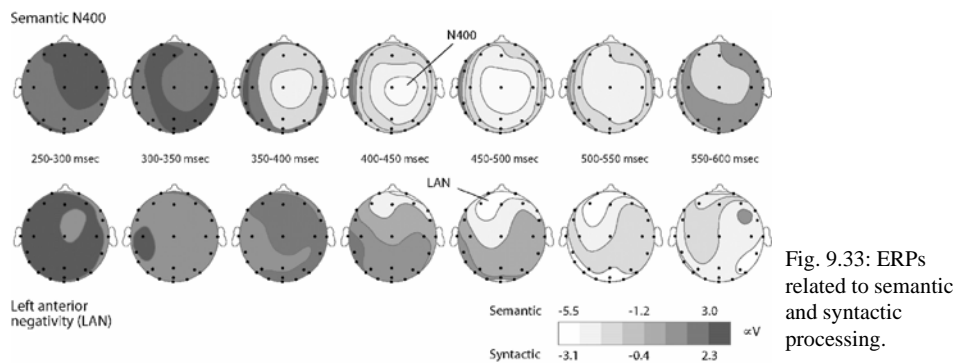 Semantic N400
N400
250-300 msec 300-350 msec 350-400 msec 400-450 msec 450-500 msec 500-550 msec 550-600 msec
LAN
Left anterior
negativity (LAN)
Semantic -5.5 -1.2 3.0
∝V
Syntactic -3.1 -0.4 2.3
Fig. 9.33: ERPs
related to semantic
and syntactic
processing.